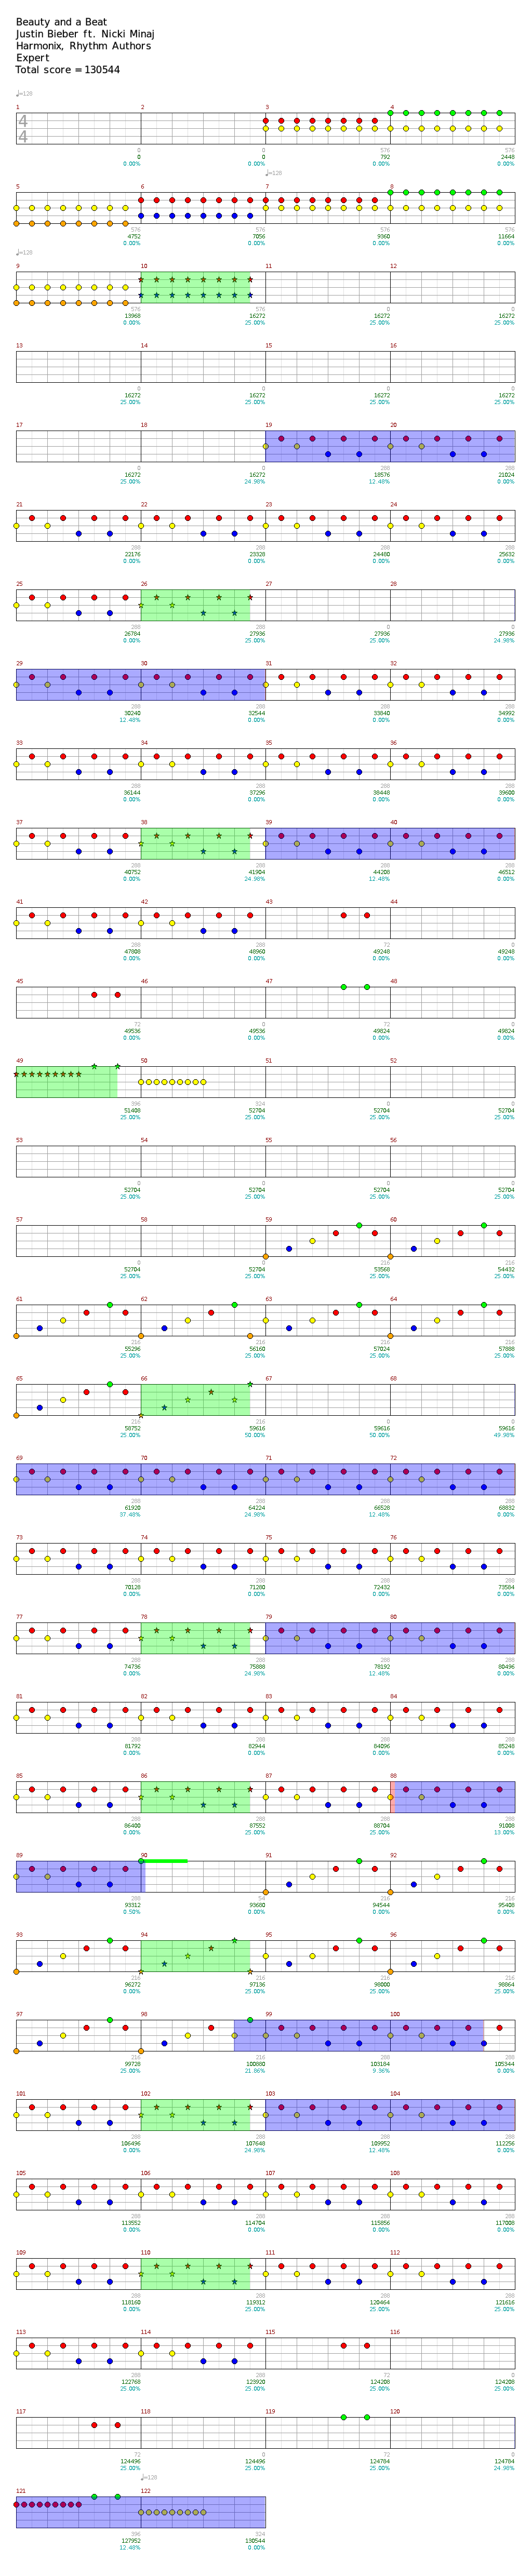 Beauty and a Beat
Justin Bieber ft. Nicki Minaj
Harmonix, Rhythm Authors
Expert
Total score = 130544
♩=128
1 2 3 4
4
4
0 0 576 576
0 0 792 2448
0.00% 0.00% 0.00% 0.00%
♩=128
5 6 7 8
576 576 576 576
4752 7056 9360 11664
0.00% 0.00% 0.00% 0.00%
♩=128
9 10 11 12
576 576 0 0
13968 16272 16272 16272
0.00% 25.00% 25.00% 25.00%
13 14 15 16
0 0 0 0
16272 16272 16272 16272
25.00% 25.00% 25.00% 25.00%
17 18 19 20
0 0 288 288
16272 16272 18576 21024
25.00% 24.98% 12.48% 0.00%
21 22 23 24
288 288 288 288
22176 23328 24480 25632
0.00% 0.00% 0.00% 0.00%
25 26 27 28
288 288 0 0
26784 27936 27936 27936
0.00% 25.00% 25.00% 24.98%
29 30 31 32
288 288 288 288
30240 32544 33840 34992
12.48% 0.00% 0.00% 0.00%
33 34 35 36
288 288 288 288
36144 37296 38448 39600
0.00% 0.00% 0.00% 0.00%
37 38 39 40
288 288 288 288
40752 41904 44208 46512
0.00% 24.98% 12.48% 0.00%
41 42 43 44
288 288 72 0
47808 48960 49248 49248
0.00% 0.00% 0.00% 0.00%
45 46 47 48
72 0 72 0
49536 49536 49824 49824
0.00% 0.00% 0.00% 0.00%
49 50 51 52
396 324 0 0
51408 52704 52704 52704
25.00% 25.00% 25.00% 25.00%
53 54 55 56
0 0 0 0
52704 52704 52704 52704
25.00% 25.00% 25.00% 25.00%
57 58 59 60
0 0 216 216
52704 52704 53568 54432
25.00% 25.00% 25.00% 25.00%
61 62 63 64
216 216 216 216
55296 56160 57024 57888
25.00% 25.00% 25.00% 25.00%
65 66 67 68
216 216 0 0
58752 59616 59616 59616
25.00% 50.00% 50.00% 49.98%
69 70 71 72
288 288 288 288
61920 64224 66528 68832
37.48% 24.98% 12.48% 0.00%
73 74 75 76
288 288 288 288
70128 71280 72432 73584
0.00% 0.00% 0.00% 0.00%
77 78 79 80
288 288 288 288
74736 75888 78192 80496
0.00% 24.98% 12.48% 0.00%
81 82 83 84
288 288 288 288
81792 82944 84096 85248
0.00% 0.00% 0.00% 0.00%
85 86 87 88
288 288 288 288
86400 87552 88704 91008
0.00% 25.00% 25.00% 13.00%
89 90 91 92
288 54 216 216
93312 93680 94544 95408
0.50% 0.00% 0.00% 0.00%
93 94 95 96
216 216 216 216
96272 97136 98000 98864
0.00% 25.00% 25.00% 25.00%
97 98 99 100
216 216 288 288
99728 100880 103184 105344
25.00% 21.86% 9.36% 0.00%
101 102 103 104
288 288 288 288
106496 107648 109952 112256
0.00% 24.98% 12.48% 0.00%
105 106 107 108
288 288 288 288
113552 114704 115856 117008
0.00% 0.00% 0.00% 0.00%
109 110 111 112
288 288 288 288
118160 119312 120464 121616
0.00% 25.00% 25.00% 25.00%
113 114 115 116
288 288 72 0
122768 123920 124208 124208
25.00% 25.00% 25.00% 25.00%
117 118 119 120
72 0 72 0
124496 124496 124784 124784
25.00% 25.00% 25.00% 24.98%
♩=128
121 122
396 324
127952 130544
12.48% 0.00%